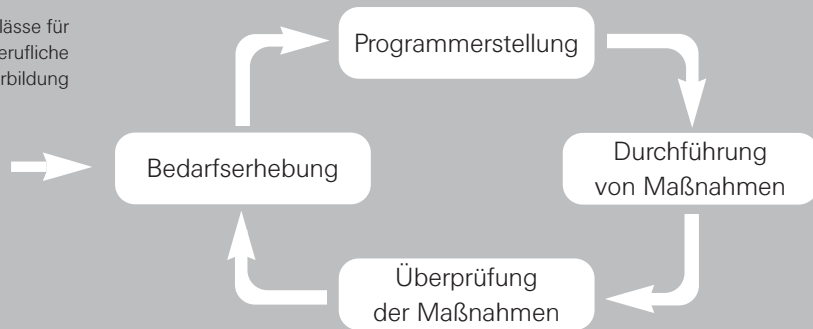 lässe für
erufliche
rbildung
Programmerstellung
Bedarfserhebung
Durchführung
von Maßnahmen
Überprüfung
der Maßnahmen